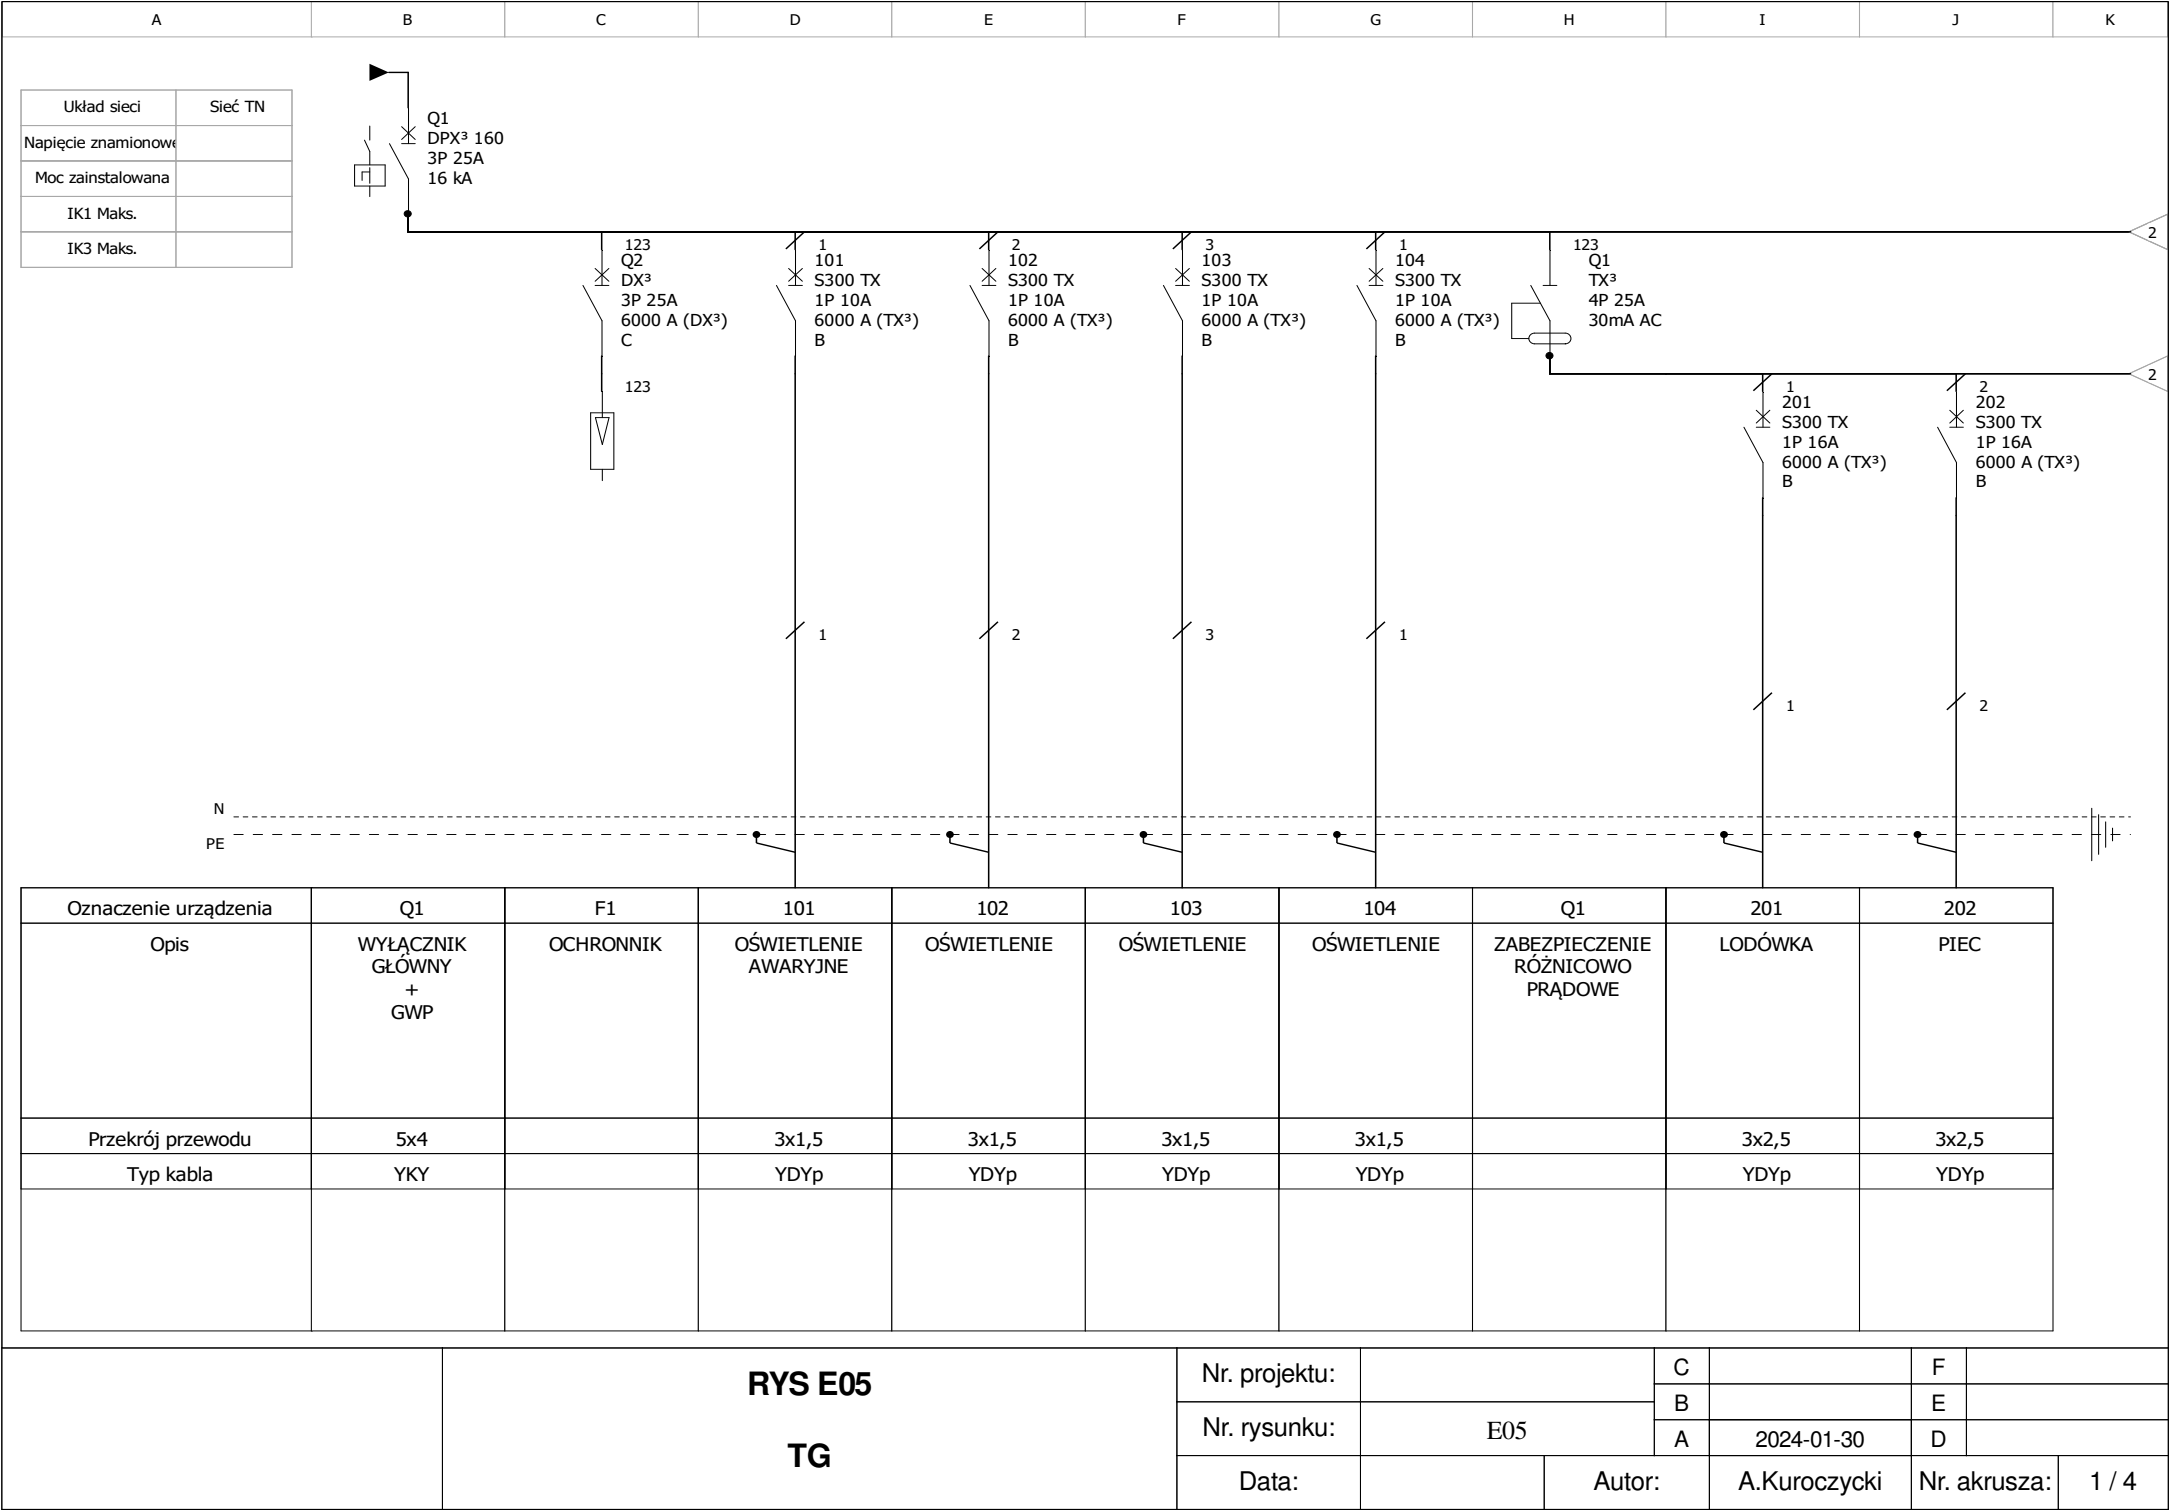 A B C D E F G H I J K
Układ sieci Sieć TN
Napięcie znamionowe
Moc zainstalowana
IK1 Maks.
IK3 Maks.
Q1
DPX³ 160
3P 25A
16 kA
2
123
Q2
DX³
3P 25A
6000 A (DX³)
C
123
1
101
S300 TX
1P 10A
6000 A (TX³)
B
2
102
S300 TX
1P 10A
6000 A (TX³)
B
3
103
S300 TX
1P 10A
6000 A (TX³)
B
1
104
S300 TX
1P 10A
6000 A (TX³)
B
123
Q1
TX³
4P 25A
30mA AC
2
1
201
S300 TX
1P 16A
6000 A (TX³)
B
2
202
S300 TX
1P 16A
6000 A (TX³)
B
1 2 3 1
1 2
N
PE
Oznaczenie urządzenia Q1 F1 101 102 103 104 Q1 201 202
Opis
WYŁĄCZNIK
GŁÓWNY
+
GWP
OCHRONNIK
OŚWIETLENIE
AWARYJNE
OŚWIETLENIE
OŚWIETLENIE
OŚWIETLENIE
ZABEZPIECZENIE
RÓŻNICOWO
PRĄDOWE
LODÓWKA
PIEC
Przekrój przewodu 5x4 3x1,5 3x1,5 3x1,5 3x1,5 3x2,5 3x2,5
Typ kabla YKY YDYp YDYp YDYp YDYp YDYp YDYp
RYS E05
TG
Nr. projektu:
Nr. rysunku: E05
Data:
Autor: A.Kuroczycki
C F
B E
A 2024-01-30 D
Nr. akrusza: 1 / 4